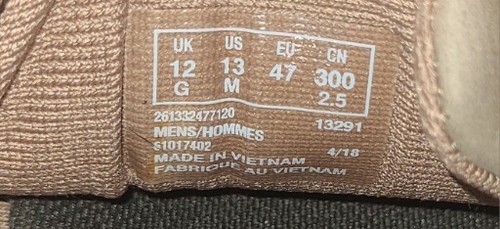 UK US EU CN
12 13 47 300
G M 2.5
261332477120
MENS/HOMMES 13291
S1017402
MADE IN VIETNAM 4/18
FABRIQUE AU VIETNAM